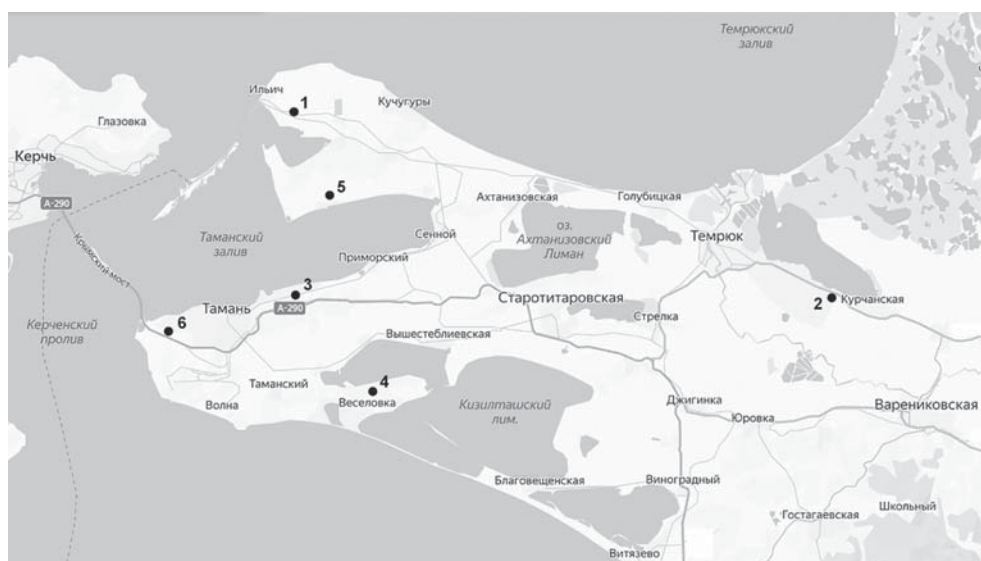 Темрюкский
залив
Ильич
1
Кучугуры
Глазовка
Керчь
А-290
5
Ахтанизовская
Голубицкая
Крымский мост
Таманский
залив
Сенной
оз.
Ахтанизовский
Лиман
Темрюк
Приморский
3
Тамань
А-290
Старотитаровская
2
Курчанская
Керченский
пролив
6
Вышестеблиевская
Стрелка
Таманский
4
Веселовка
Волна
Кизилташский
лим.
Джигинка
Юровка
Варениковская
Благовещенская
Виноградный
Гостагаевская
Школьный
Витязево